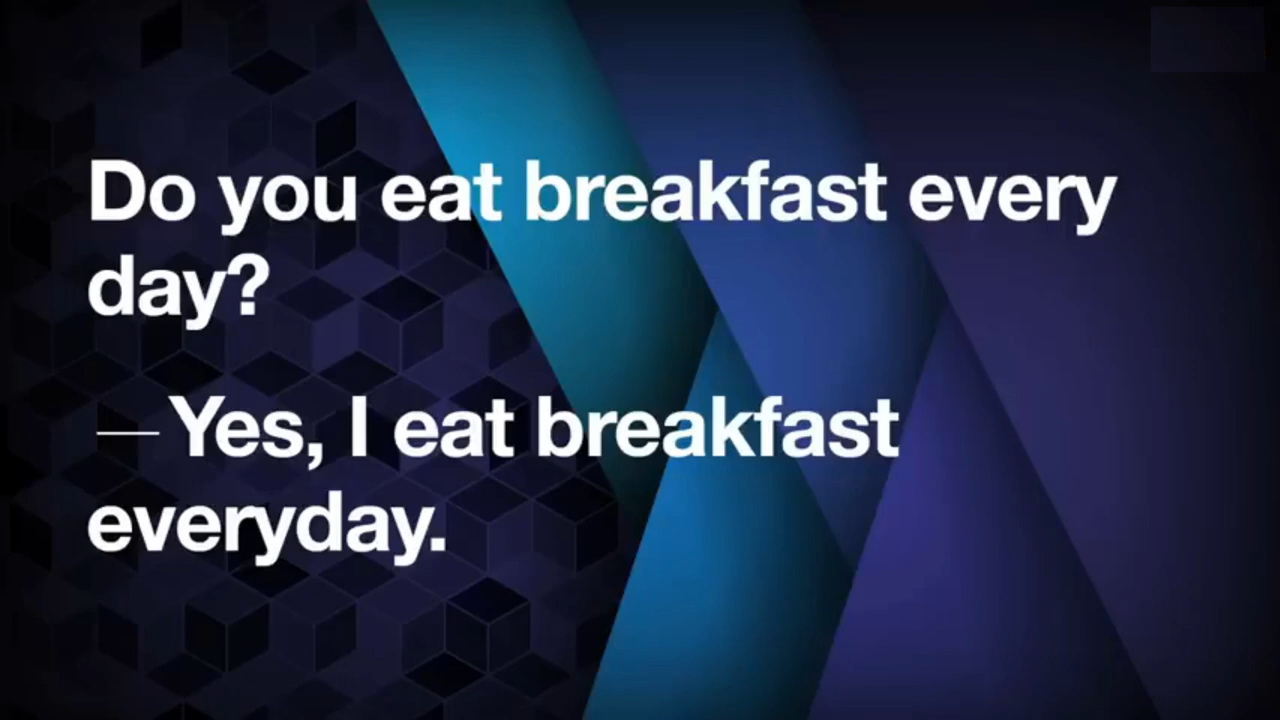 Do you eat breakfast every
day?
— Yes, I eat breakfast
everyday.